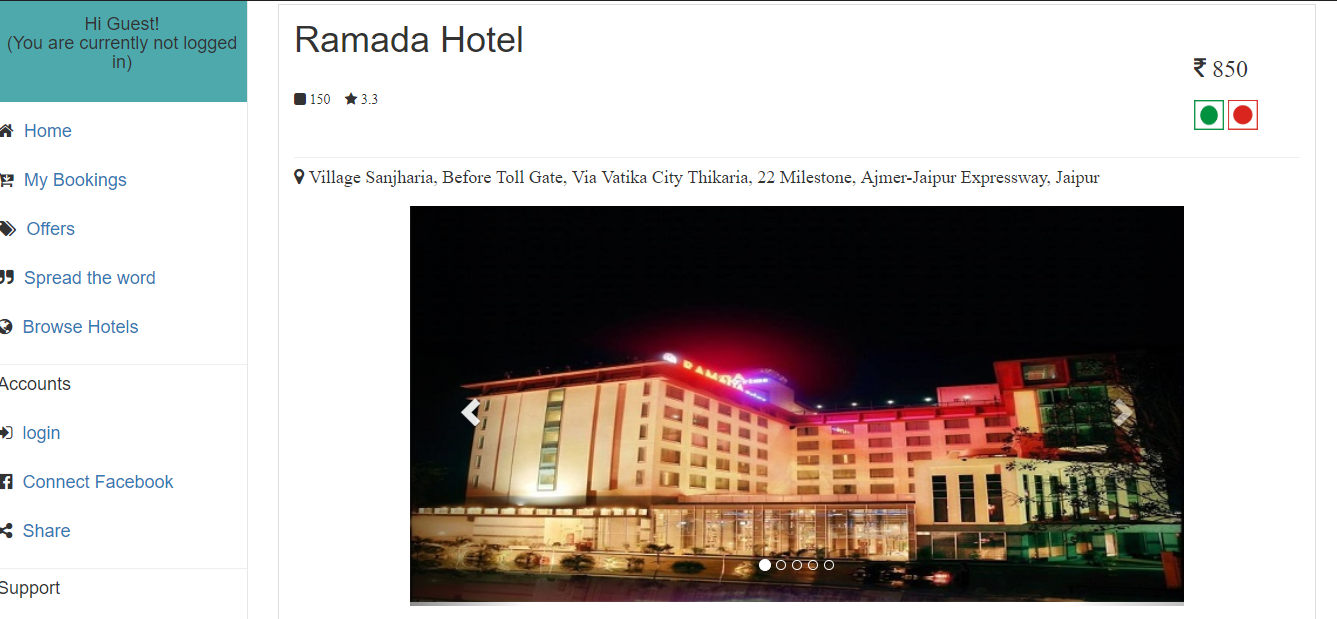 Hi Guest!
(You are currently not logged
in)
Home
My Bookings
Offers
Spread the word
Browse Hotels
Accounts
login
Connect Facebook
Share
Support
Ramada Hotel
₹ 850
150 3.3
Village Sanjharia, Before Toll Gate, Via Vatika City Thikaria, 22 Milestone, Ajmer-Jaipur Expressway, Jaipur
RAMADA